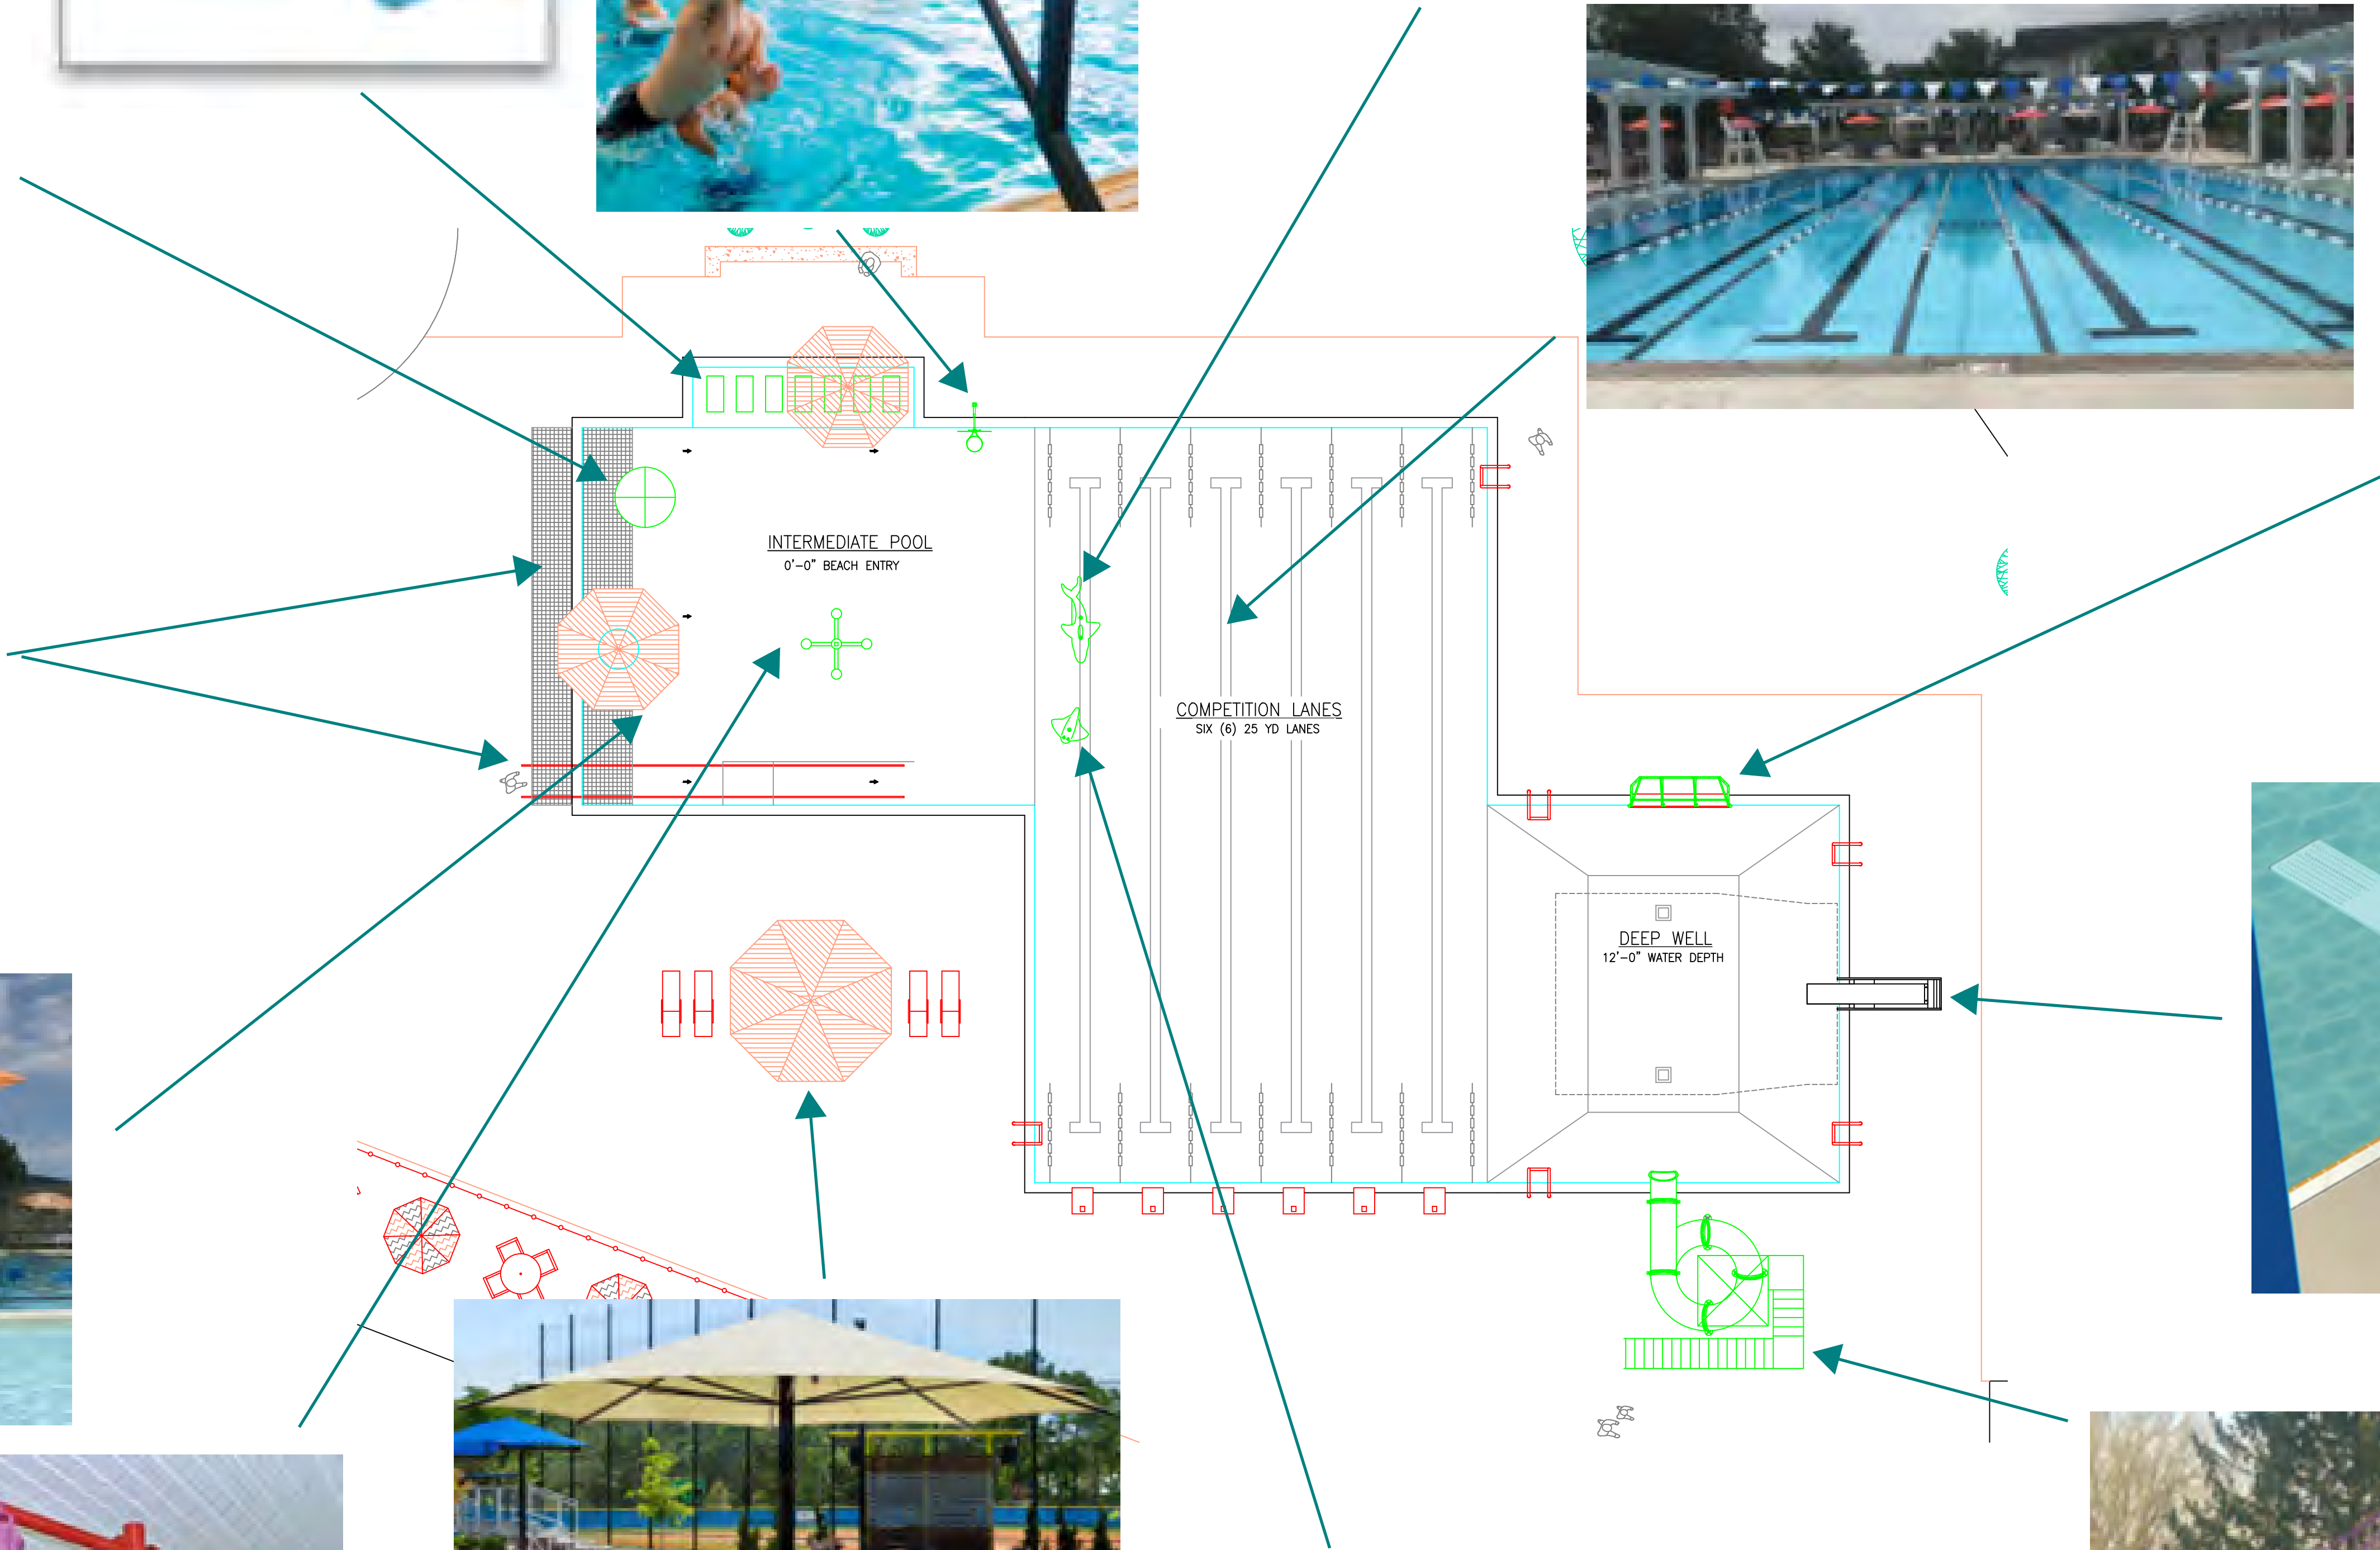 INTERMEDIATE POOL
0'-0" BEACH ENTRY
COMPETITION LANES
SIX (6) 25 YD LANES
DEEP WELL
12'-0" WATER DEPTH